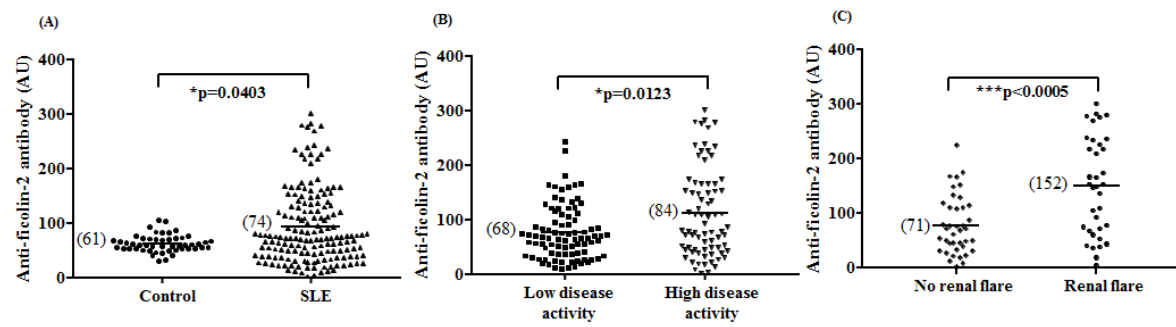 (A)
Anti-ficolin-2 antibody (AU)
400
300
200
100
0
*p=0.0403
(61)
(74)
Control
SLE
(B)
Anti-ficolin-2 antibody (AU)
400
300
200
100
0
*p=0.0123
(68)
(84)
Low disease
activity
High disease
activity
(C)
Anti-ficolin-2 antibody (AU)
400
300
200
100
0
***p<0.0005
(71)
(152)
No renal flare
Renal flare